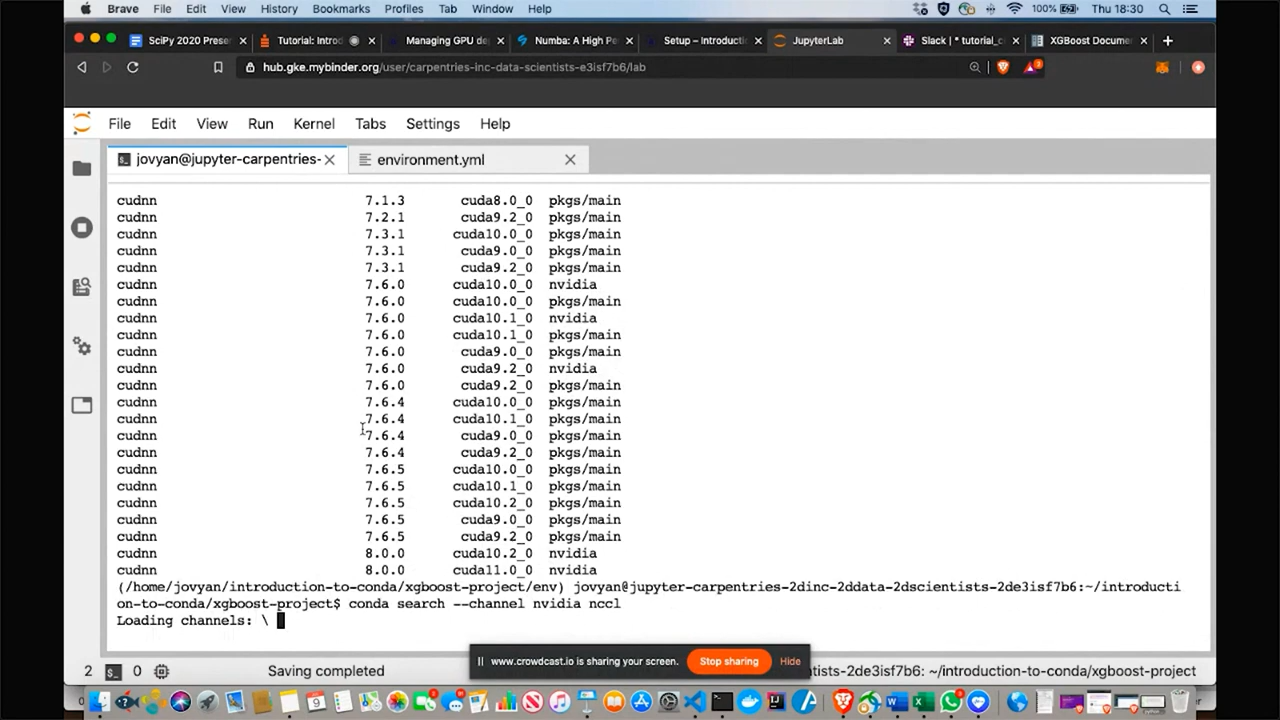 Brave File Edit View History Bookmarks Profiles Tab Window Help 100% Thu 18:30
SciPy 2020 Prese Tutorial: Introd Managing GPU de Numba: A High P Setup – Introducti JupyterLab Slack | * tutorial_c XGBoost Docume
hub.gke.mybinder.org/user/carpentries-inc-data-scientists-e3isf7b6/lab
File Edit View Run Kernel Tabs Settings Help
jovyan@jupyter-carpentries- environment.yml
cudnn 7.1.3 cuda8.0_0 pkgs/main
cudnn 7.2.1 cuda9.2_0 pkgs/main
cudnn 7.3.1 cuda10.0_0 pkgs/main
cudnn 7.3.1 cuda9.0_0 pkgs/main
cudnn 7.3.1 cuda9.2_0 pkgs/main
cudnn 7.6.0 cuda10.0_0 nvidia
cudnn 7.6.0 cuda10.0_0 pkgs/main
cudnn 7.6.0 cuda10.1_0 nvidia
cudnn 7.6.0 cuda10.1_0 pkgs/main
cudnn 7.6.0 cuda9.0_0 pkgs/main
cudnn 7.6.0 cuda9.2_0 nvidia
cudnn 7.6.0 cuda9.2_0 pkgs/main
cudnn 7.6.4 cuda10.0_0 pkgs/main
cudnn 7.6.4 cuda10.1_0 pkgs/main
cudnn 7.6.4 cuda9.0_0 pkgs/main
cudnn 7.6.4 cuda9.2_0 pkgs/main
cudnn 7.6.5 cuda10.0_0 pkgs/main
cudnn 7.6.5 cuda10.1_0 pkgs/main
cudnn 7.6.5 cuda10.2_0 pkgs/main
cudnn 7.6.5 cuda9.0_0 pkgs/main
cudnn 7.6.5 cuda9.2_0 pkgs/main
cudnn 8.0.0 cuda10.2_0 nvidia
cudnn 8.0.0 cuda11.0_0 nvidia
(/home/jovyan/introduction-to-conda/xgboost-project/env) jovyan@jupyter-carpentries-2dinc-2ddata-2dscientists-2de3isf7b6:~/introducti
on-to-conda/xgboost-project$ conda search --channel nvidia nccl
Loading channels: \
www.crowdcast.io is sharing your screen. Stop sharing Hide
2 0 Saving completed tists-2de3isf7b6: ~/introduction-to-conda/xgboost-project